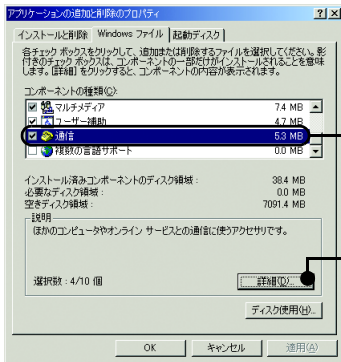 アプリケーションの追加と削除のプロパティ
インストールと削除 Windows ファイル 起動ディスク
各チェック ボックスをクリックして、追加または削除するファイルを選択してください。影
付きのチェック ボックスは、コンポーネントの一部だけがインストールされることを意味
します。[詳細] をクリックすると、コンポーネントの内容が表示されます。
コンポーネントの種類(C):
マルチメディア 7.4 MB
ユーザー補助 4.7 MB
通信 5.3 MB
複数の言語サポート 0.0 MB
インストール済みコンポーネントのディスク領域: 38.4 MB
必要なディスク領域: 0.0 MB
空きディスク領域: 7091.4 MB
説明
ほかのコンピュータやオンライン サービスとの通信に使うアクセサリです。
選択数:4/10 個
詳細(D)...
ディスク使用(H)...
OK キャンセル 適用(A)